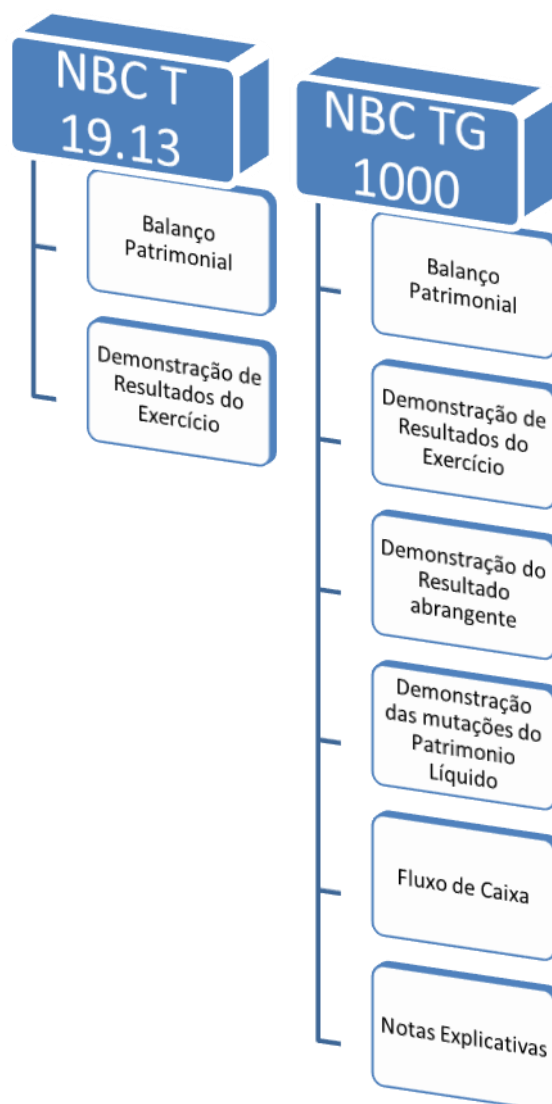 NBC T
19.13
Balanço
Patrimonial
Demonstração de
Resultados do
Exercício
NBC TG
1000
Balanço
Patrimonial
Demonstração de
Resultados do
Exercício
Demonstração do
Resultado
abrangente
Demonstração
das mutações do
Patrimonio
Líquido
Fluxo de Caixa
Notas Explicativas